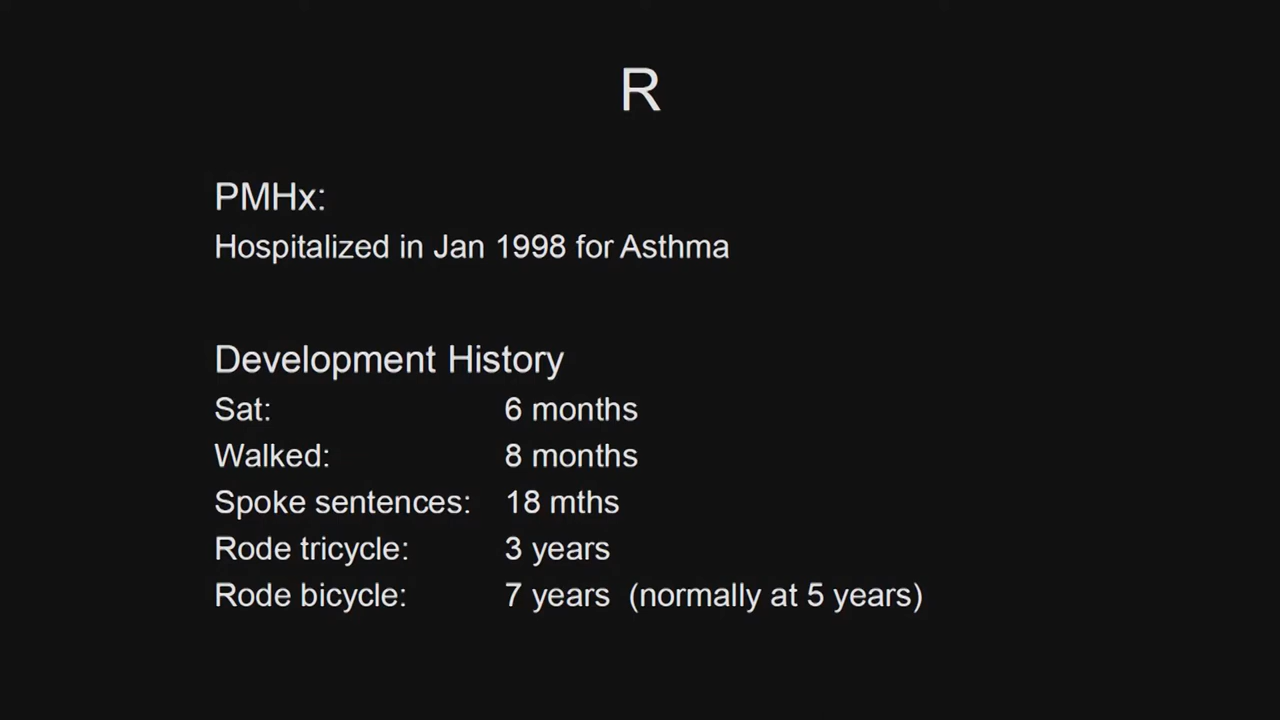 R
PMHx:
Hospitalized in Jan 1998 for Asthma
Development History
Sat: 6 months
Walked: 8 months
Spoke sentences: 18 mths
Rode tricycle: 3 years
Rode bicycle: 7 years (normally at 5 years)